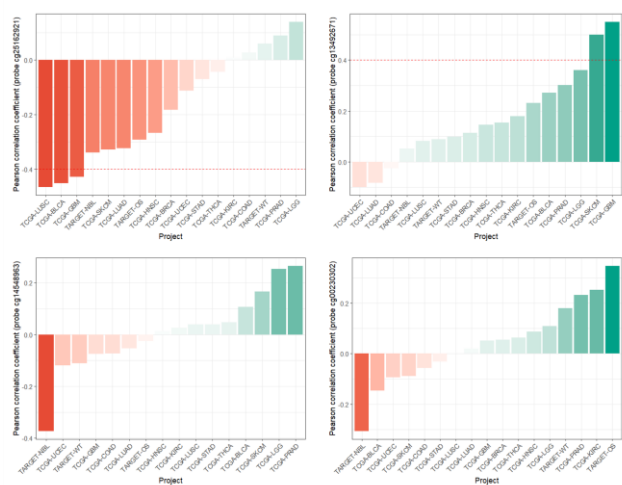 Pearson correlation coefficient (probe cg25162921)
0.0
-0.2
-0.4
TCGA-LUSC
TCGA-BLCA
TCGA-GBM
TARGET-NBL
TCGA-SKCM
TCGA-LUAD
TARGET-OS
TCGA-HNSC
TCGA-BRCA
TCGA-UCEC
TCGA-STAD
TCGA-THCA
TCGA-KIRC
TCGA-COAD
TARGET-WT
TCGA-PRAD
TCGA-LGG
Project
Pearson correlation coefficient (probe cg13492671)
0.4
0.2
0.0
TCGA-UCEC
TCGA-LUAD
TCGA-COAD
TARGET-NBL
TCGA-LUSC
TARGET-WT
TCGA-STAD
TCGA-BRCA
TCGA-HNSC
TCGA-THCA
TCGA-KIRC
TARGET-OS
TCGA-BLCA
TCGA-PRAD
TCGA-LGG
TCGA-SKCM
TCGA-GBM
Project
Pearson correlation coefficient (probe cg14548963)
0.2
0.0
-0.2
-0.4
TARGET-NBL
TCGA-UCEC
TARGET-WT
TCGA-GBM
TCGA-COAD
TCGA-LUAD
TARGET-OS
TCGA-HNSC
TCGA-KIRC
TCGA-LUSC
TCGA-STAD
TCGA-THCA
TCGA-BLCA
TCGA-SKCM
TCGA-LGG
TCGA-PRAD
Project
Pearson correlation coefficient (probe cg00230302)
0.2
0.0
-0.2
TARGET-NBL
TCGA-BLCA
TCGA-UCEC
TCGA-SKCM
TCGA-COAD
TCGA-STAD
TCGA-LUSC
TCGA-LUAD
TCGA-GBM
TCGA-BRCA
TCGA-THCA
TCGA-HNSC
TCGA-LGG
TARGET-WT
TCGA-PRAD
TCGA-KIRC
TARGET-OS
Project